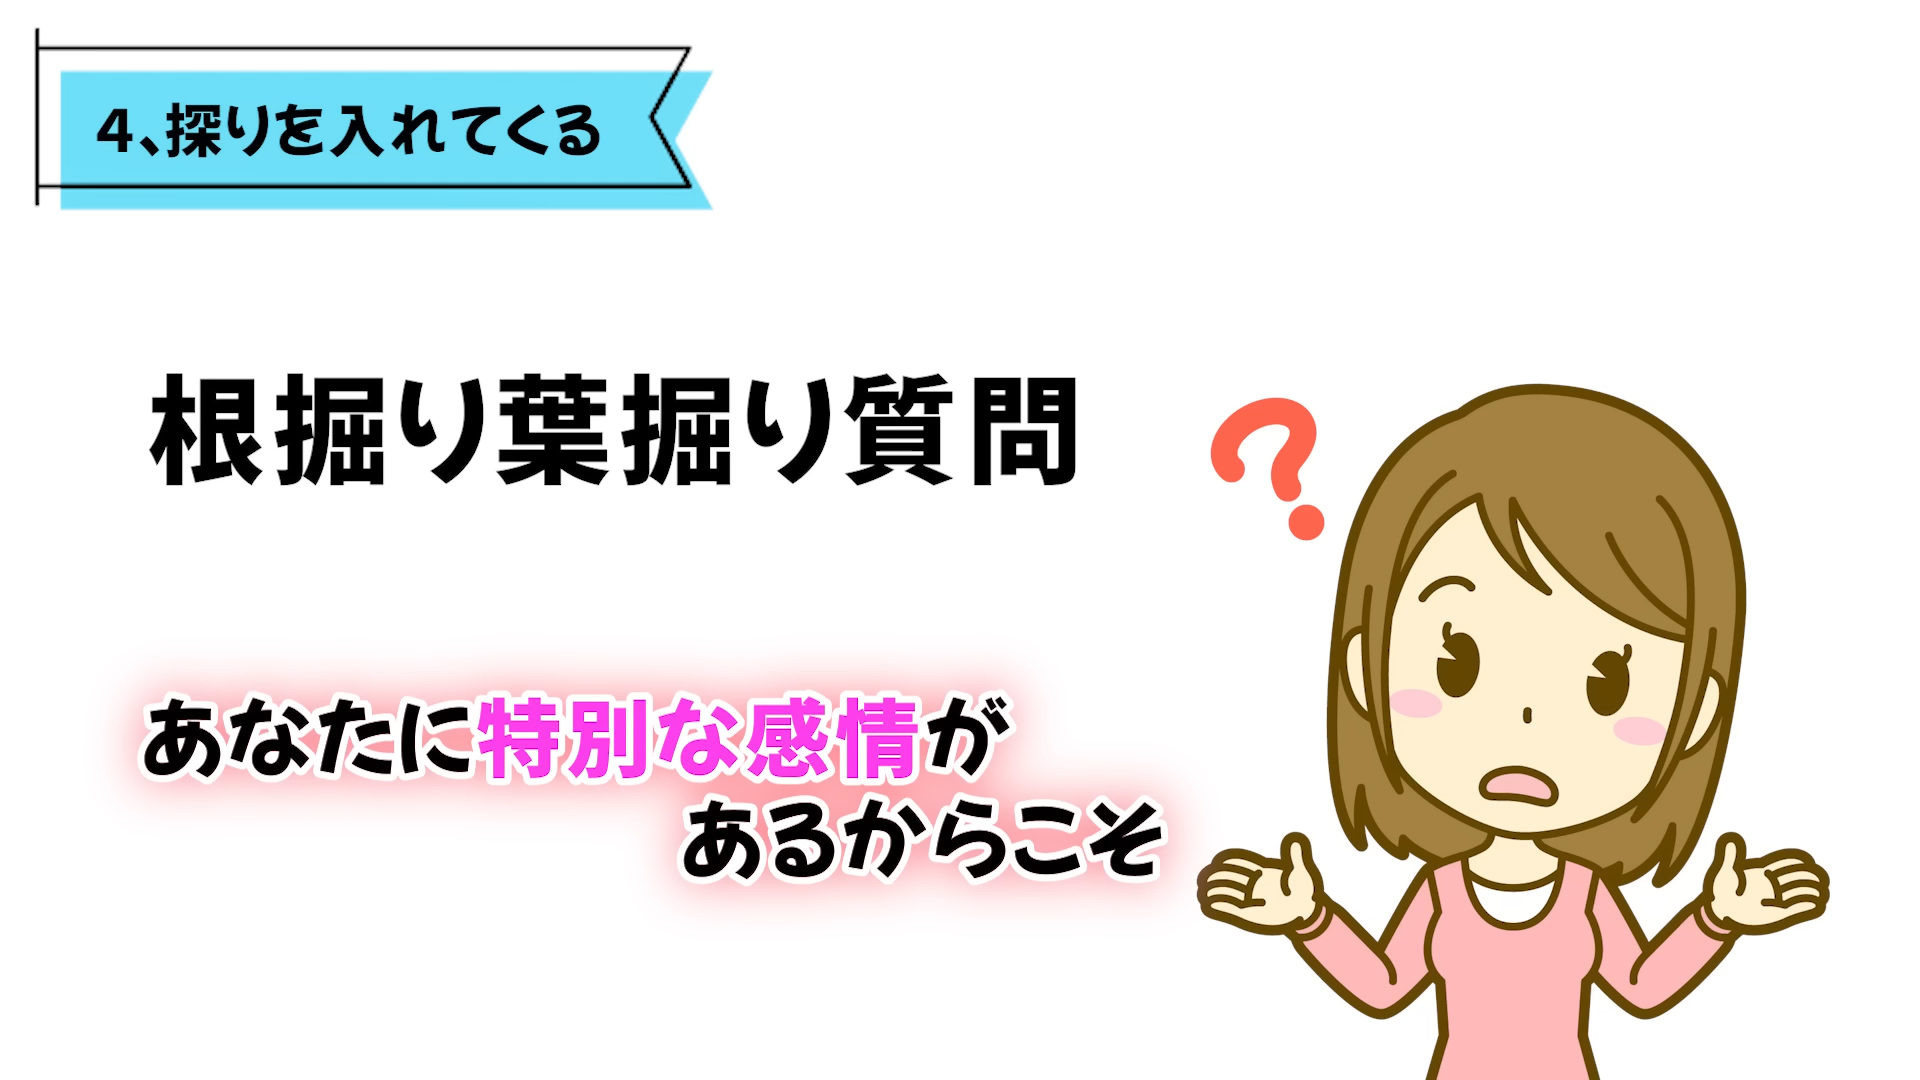 4、探りを入れてくる
根掘り葉掘り質問
あなたに特別な感情が
あるからこそ